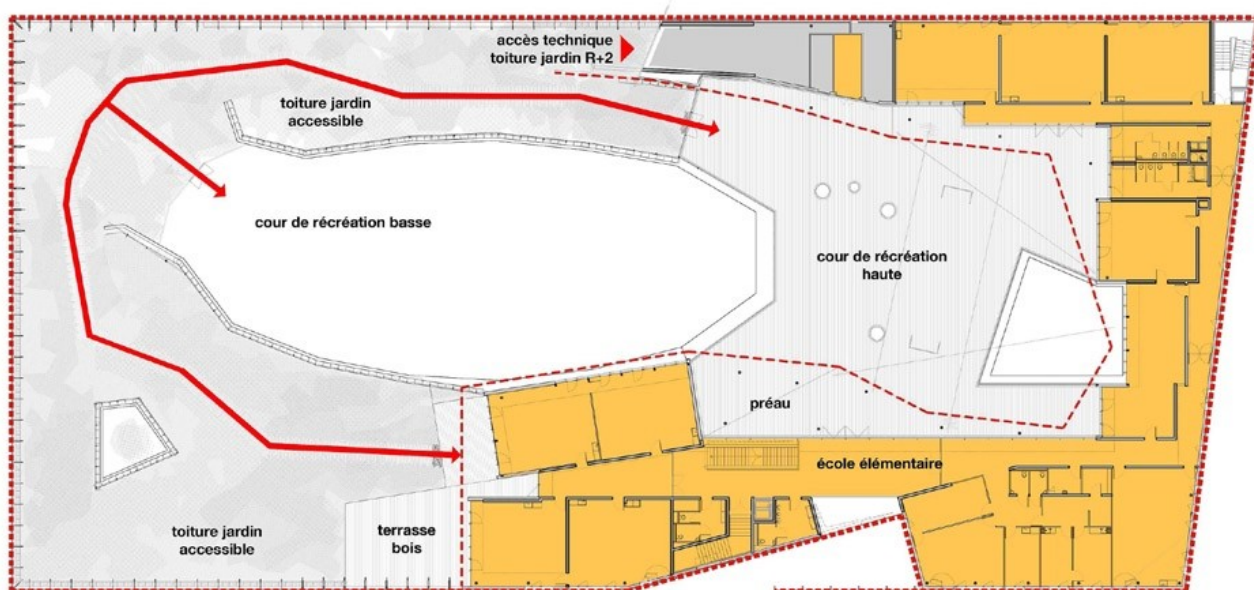 accès technique
toiture jardin R+2
toiture jardin
accessible
cour de récréation basse
cour de récréation
haute
préau
école élémentaire
toiture jardin
accessible
terrasse
bois